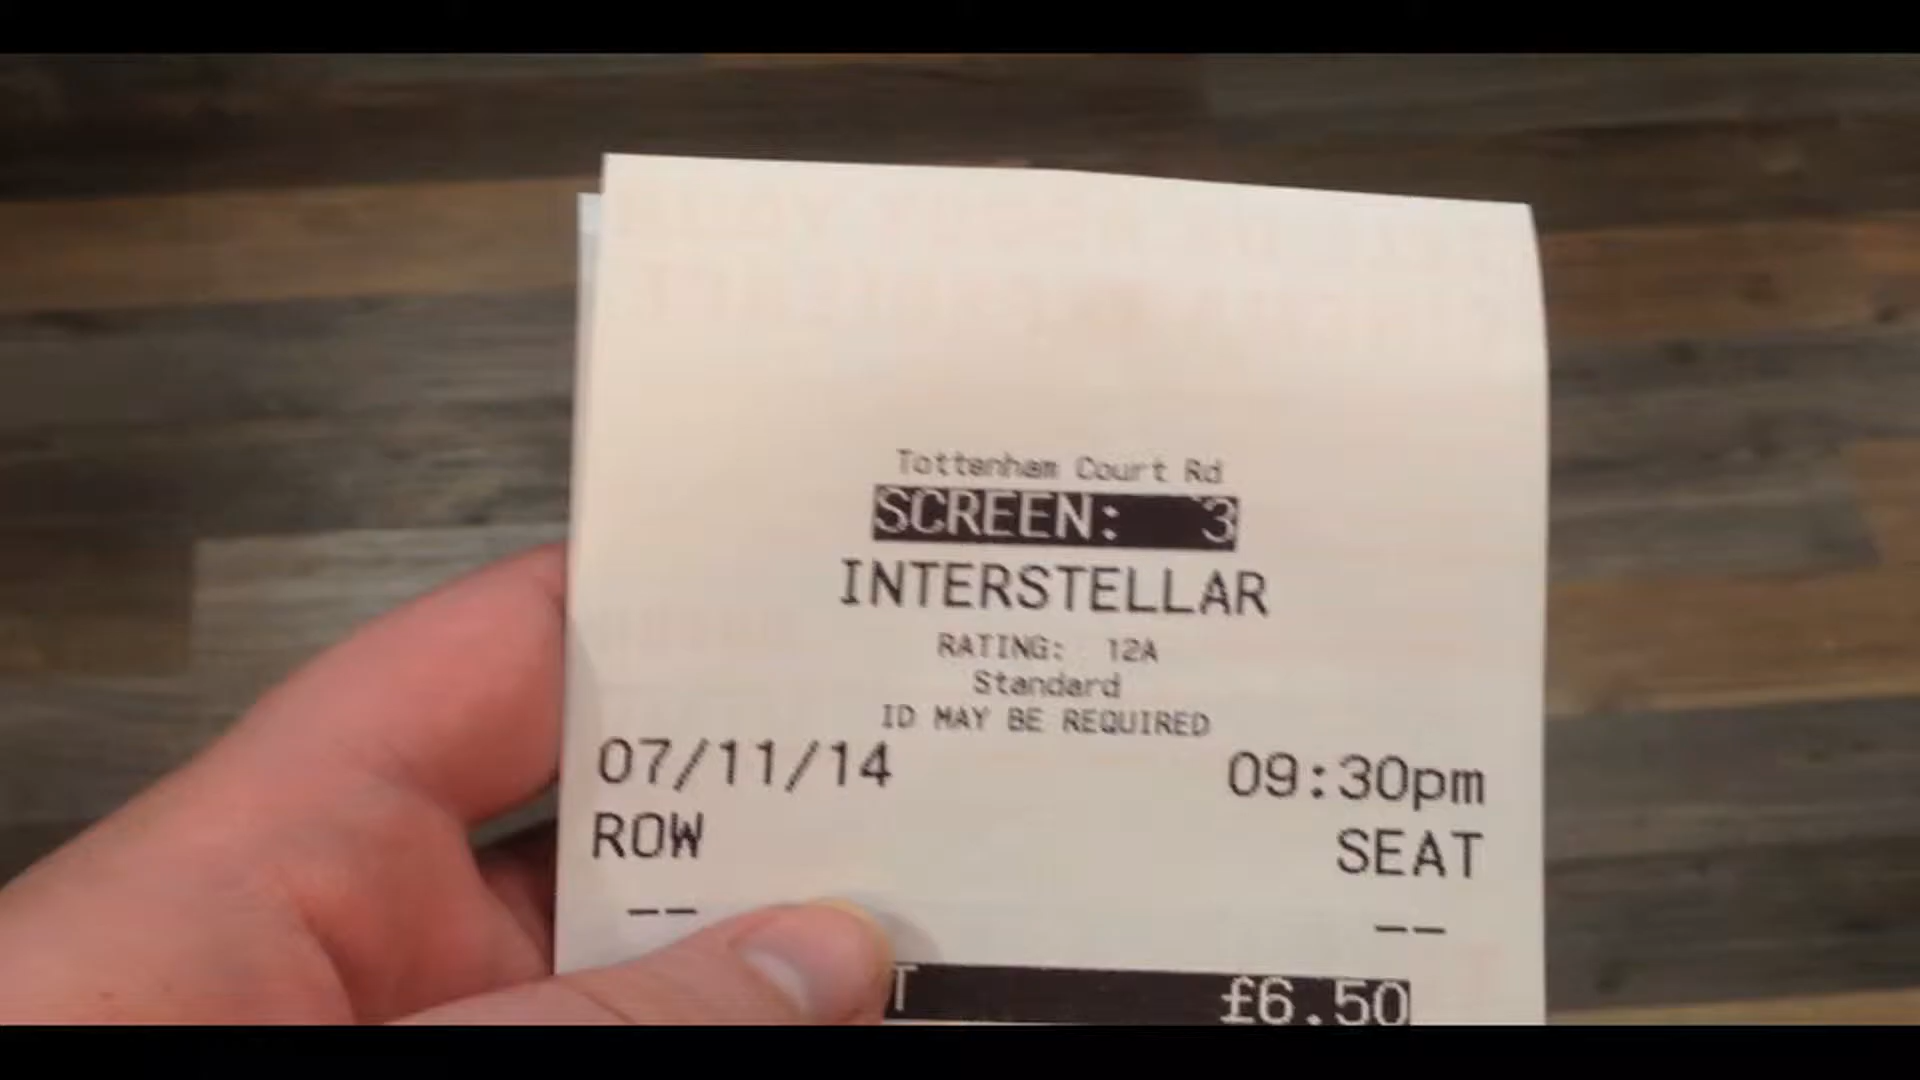 Tottenham Court Rd
SCREEN: 3
INTERSTELLAR
RATING: 12A
Standard
ID MAY BE REQUIRED
07/11/14 09:30pm
ROW SEAT
-- --
T £6.50